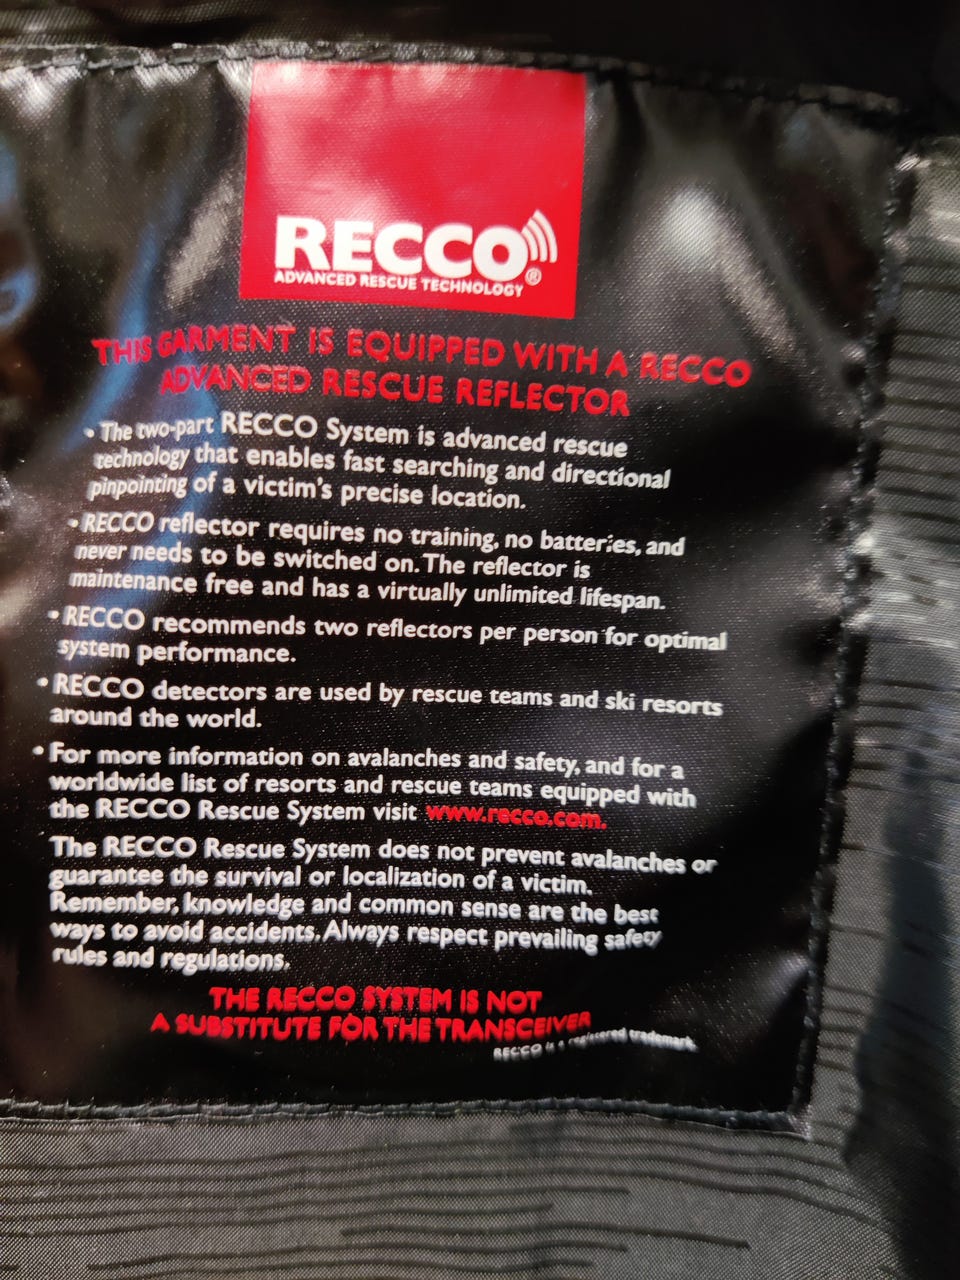 RECCO®
ADVANCED RESCUE TECHNOLOGY
THIS GARMENT IS EQUIPPED WITH A RECCO
ADVANCED RESCUE REFLECTOR
• The two-part RECCO System is advanced rescue
technology that enables fast searching and directional
pinpointing of a victim's precise location.
• RECCO reflector requires no training, no batteries, and
never needs to be switched on. The reflector is
maintenance free and has a virtually unlimited lifespan.
• RECCO recommends two reflectors per person for optimal
system performance.
• RECCO detectors are used by rescue teams and ski resorts
around the world.
• For more information on avalanches and safety, and for a
worldwide list of resorts and rescue teams equipped with
the RECCO Rescue System visit www.recco.com.
The RECCO Rescue System does not prevent avalanches or
guarantee the survival or localization of a victim.
Remember, knowledge and common sense are the best
ways to avoid accidents. Always respect prevailing safety
rules and regulations.
THE RECCO SYSTEM IS NOT
A SUBSTITUTE FOR THE TRANSCEIVER
RECCO is a registered trademark.